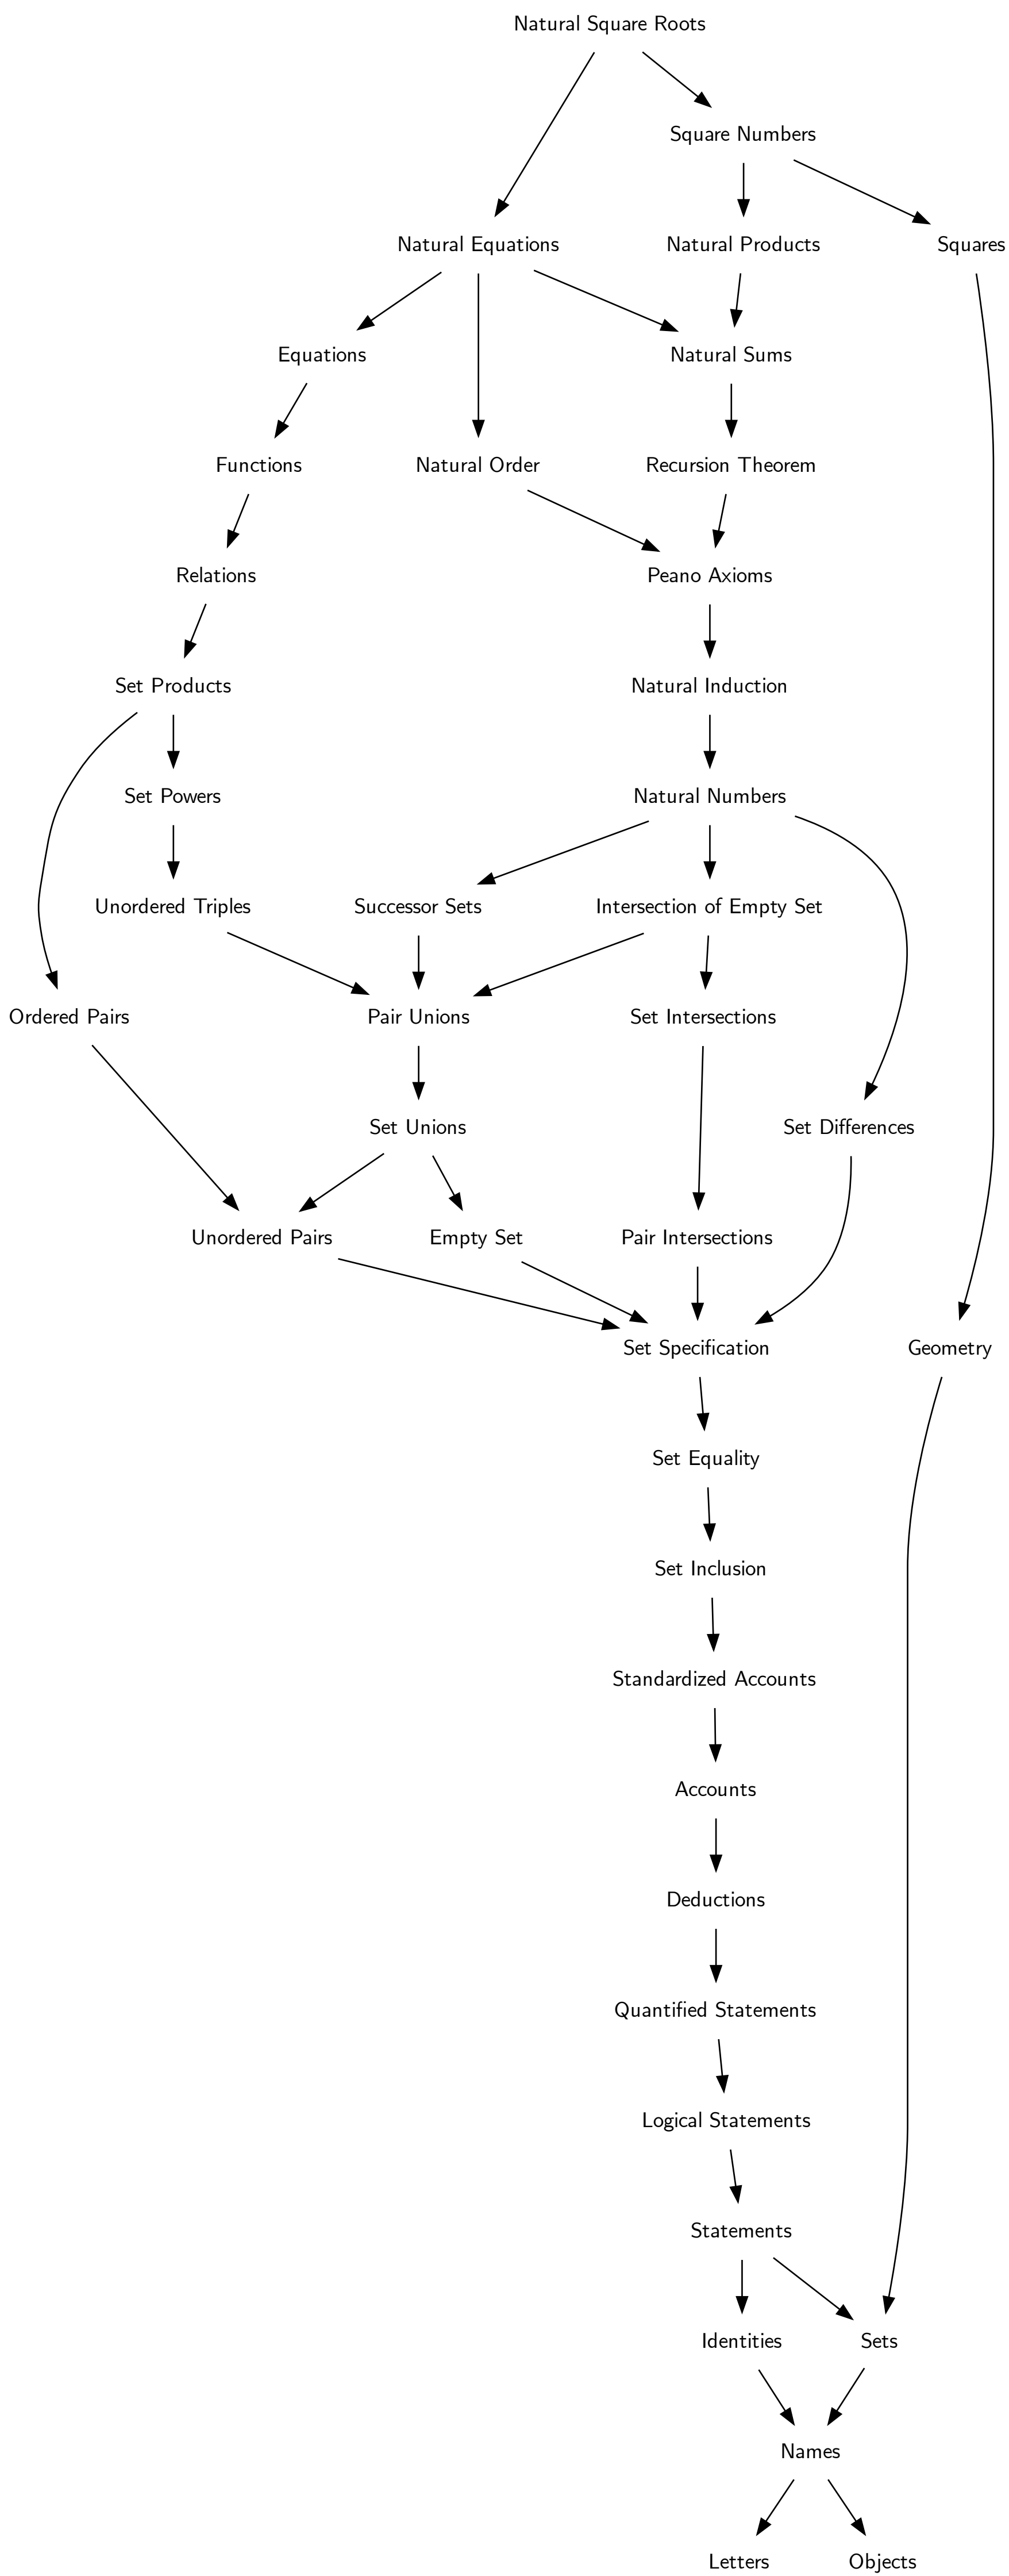 Natural Square Roots
Square Numbers
Natural Equations
Natural Products
Squares
Equations
Natural Sums
Functions
Natural Order
Recursion Theorem
Relations
Peano Axioms
Set Products
Natural Induction
Set Powers
Natural Numbers
Unordered Triples
Successor Sets
Intersection of Empty Set
Ordered Pairs
Pair Unions
Set Intersections
Set Unions
Set Differences
Unordered Pairs
Empty Set
Pair Intersections
Set Specification
Geometry
Set Equality
Set Inclusion
Standardized Accounts
Accounts
Deductions
Quantified Statements
Logical Statements
Statements
Identities
Sets
Names
Letters
Objects